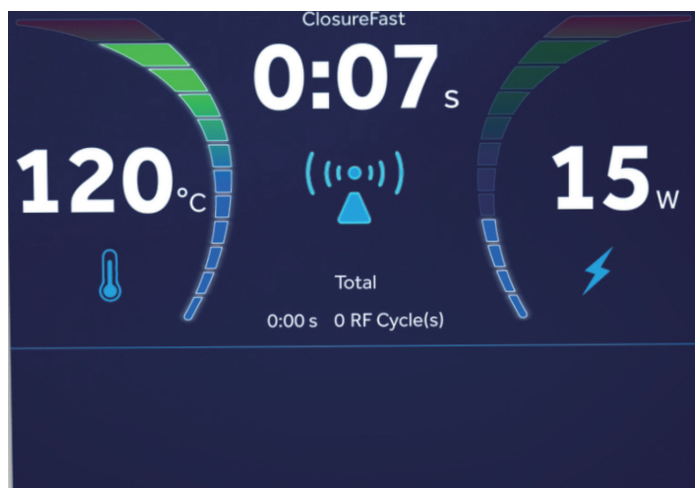 ClosureFast
0:07 s
120 °C
15 W
Total
0:00 s 0 RF Cycle(s)